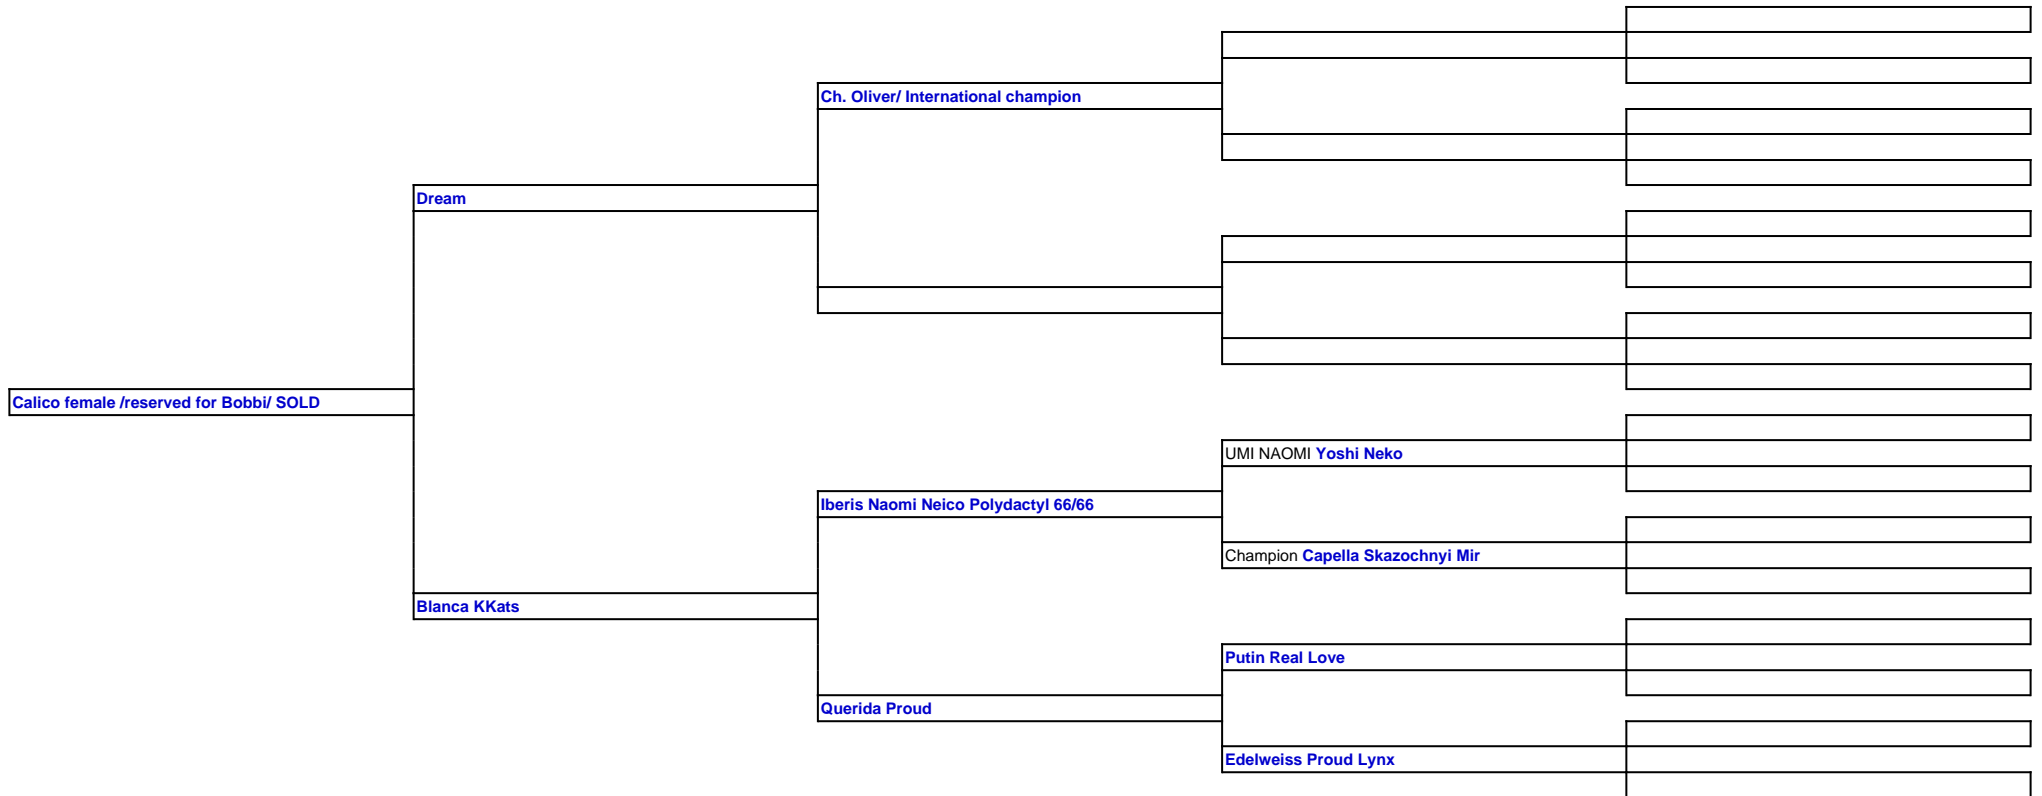 Ch. Oliver/ International champion
Dream
Calico female /reserved for Bobbi/ SOLD
UMI NAOMI Yoshi Neko
Iberis Naomi Neico Polydactyl 66/66
Champion Capella Skazochnyi Mir
Blanca KKats
Putin Real Love
Querida Proud
Edelweiss Proud Lynx